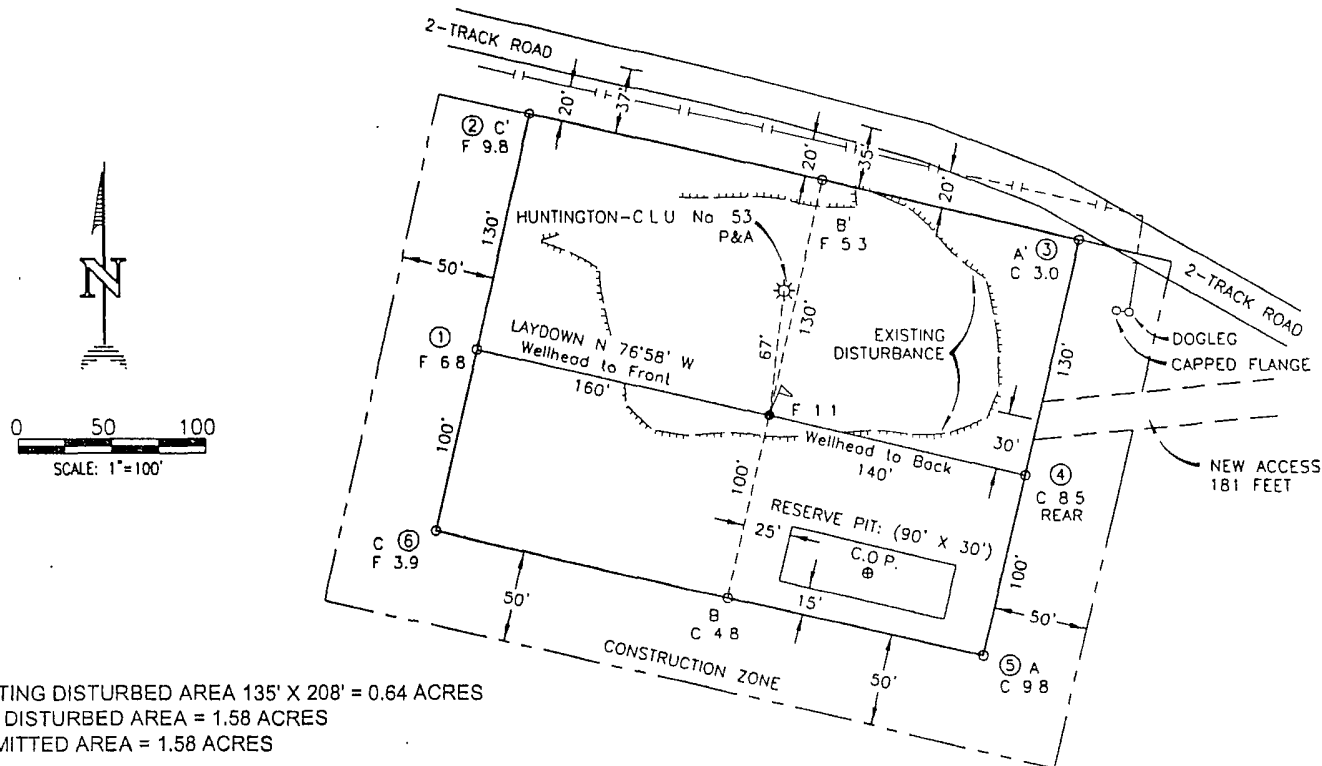 2-TRACK ROAD
20'
37'
② C'
F 9.8
20'
35'
20'
HUNTINGTON-C L U No 53
P&A
B'
F 5 3
A' ③
C 3.0
2-TRACK ROAD
130'
50'
N
67'
130'
EXISTING
DISTURBANCE
130'
DOGLEG
CAPPED FLANGE
①
F 6 8
LAYDOWN N 76°58' W
Wellhead to Front
160'
F 1 1
30'
0 50 100
SCALE: 1"=100'
Wellhead to Back
140'
NEW ACCESS
181 FEET
④
C 8 5
REAR
100'
100'
RESERVE PIT: (90' X 30')
25'
C.O.P.
15'
100'
50'
C ⑥
F 3.9
50'
B
C 4 8
CONSTRUCTION ZONE
50'
⑤ A
C 9 8
TING DISTURBED AREA 135' X 208' = 0.64 ACRES
DISTURBED AREA = 1.58 ACRES
MITTED AREA = 1.58 ACRES